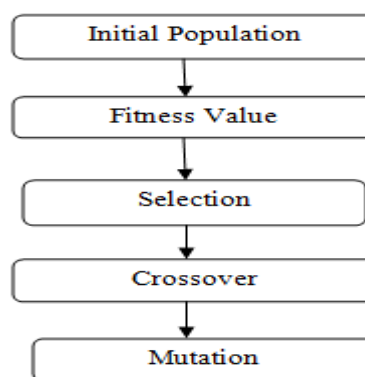 Initial Population
Fitness Value
Selection
Crossover
Mutation